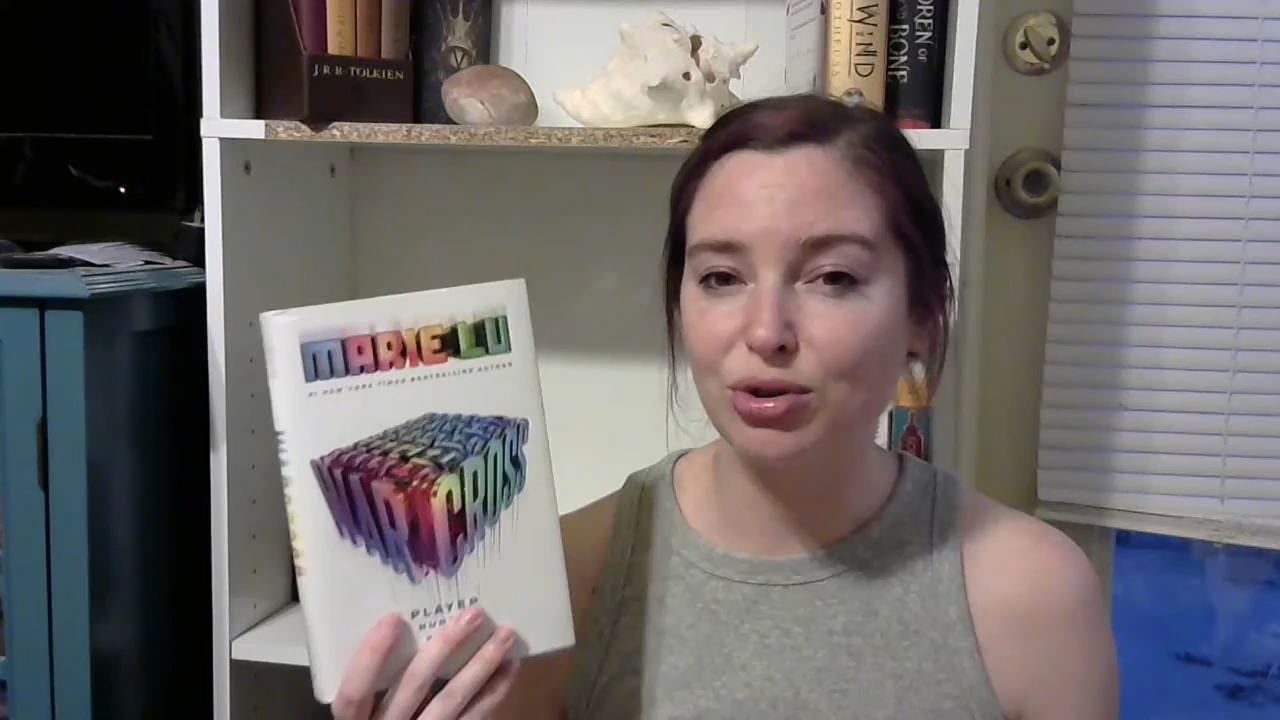 J·R·R·TOLKIEN
WIND
BONE
MARIE LU
#1 NEW YORK TIMES BESTSELLING AUTHOR
WARCROSS
PLAYER